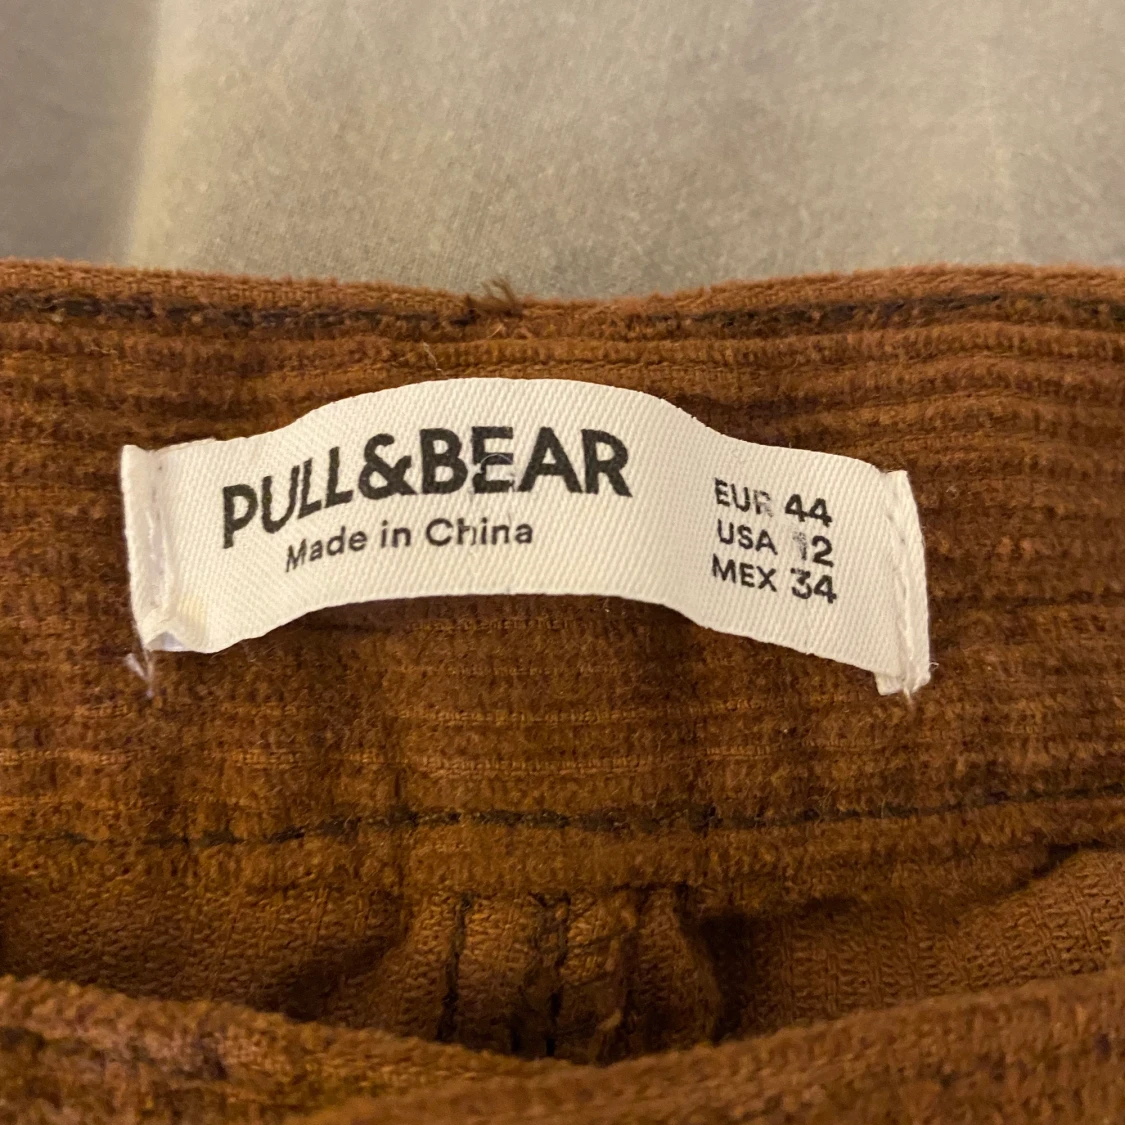 PULL&BEAR
Made in China
EUR 44
USA 12
MEX 34